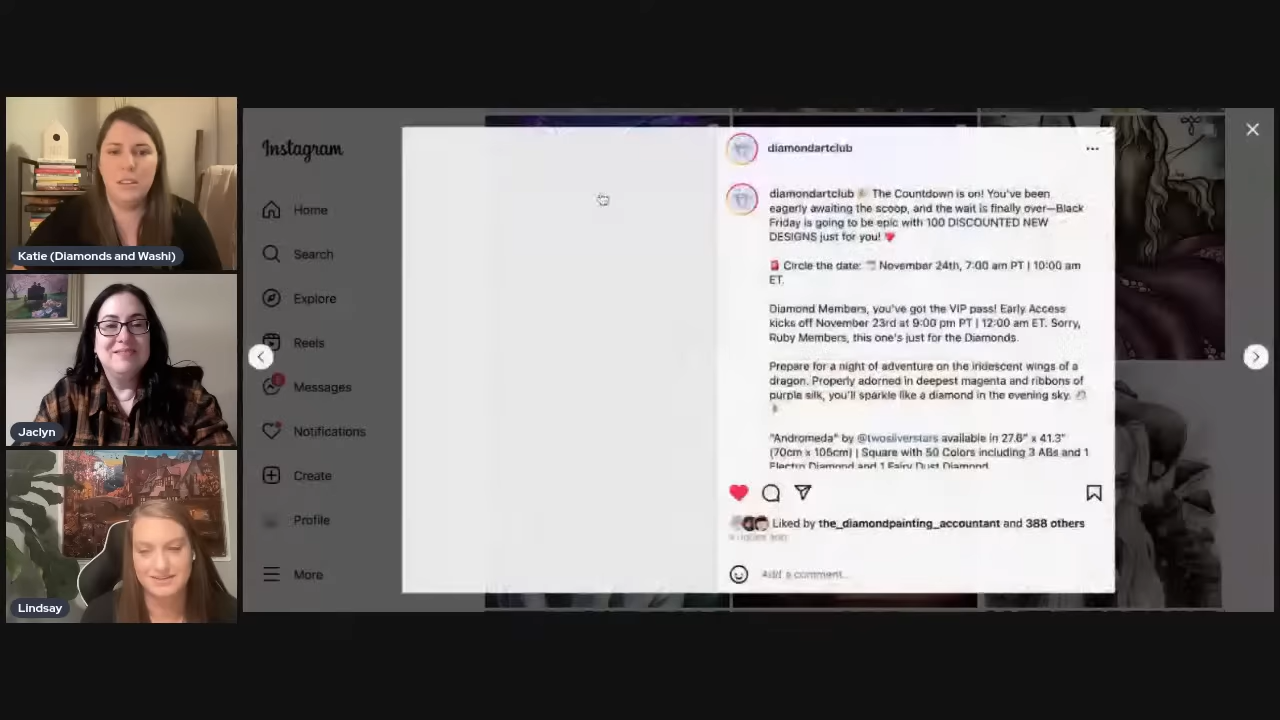 Katie (Diamonds and Washi)
Jaclyn
Lindsay
Instagram
Home
Search
Explore
Reels
Messages
Notifications
Create
Profile
More
diamondartclub
diamondartclub The Countdown is on! You've been
eagerly awaiting the scoop, and the wait is finally over—Black
Friday is going to be epic with 100 DISCOUNTED NEW
DESIGNS just for you!
Circle the date: November 24th, 7:00 am PT | 10:00 am
ET.
Diamond Members, you've got the VIP pass! Early Access
kicks off November 23rd at 9:00 pm PT | 12:00 am ET. Sorry,
Ruby Members, this one's just for the Diamonds.
Prepare for a night of adventure on the iridescent wings of a
dragon. Properly adorned in deepest magenta and ribbons of
purple silk, you'll sparkle like a diamond in the evening sky.
"Andromeda" by @twosilverstars available in 27.6" x 41.3"
(70cm x 105cm) | Square with 50 Colors including 3 ABs and 1
Electro Diamond and 1 Fairy Dust Diamond
Liked by the_diamondpainting_accountant and 388 others
Add a comment...